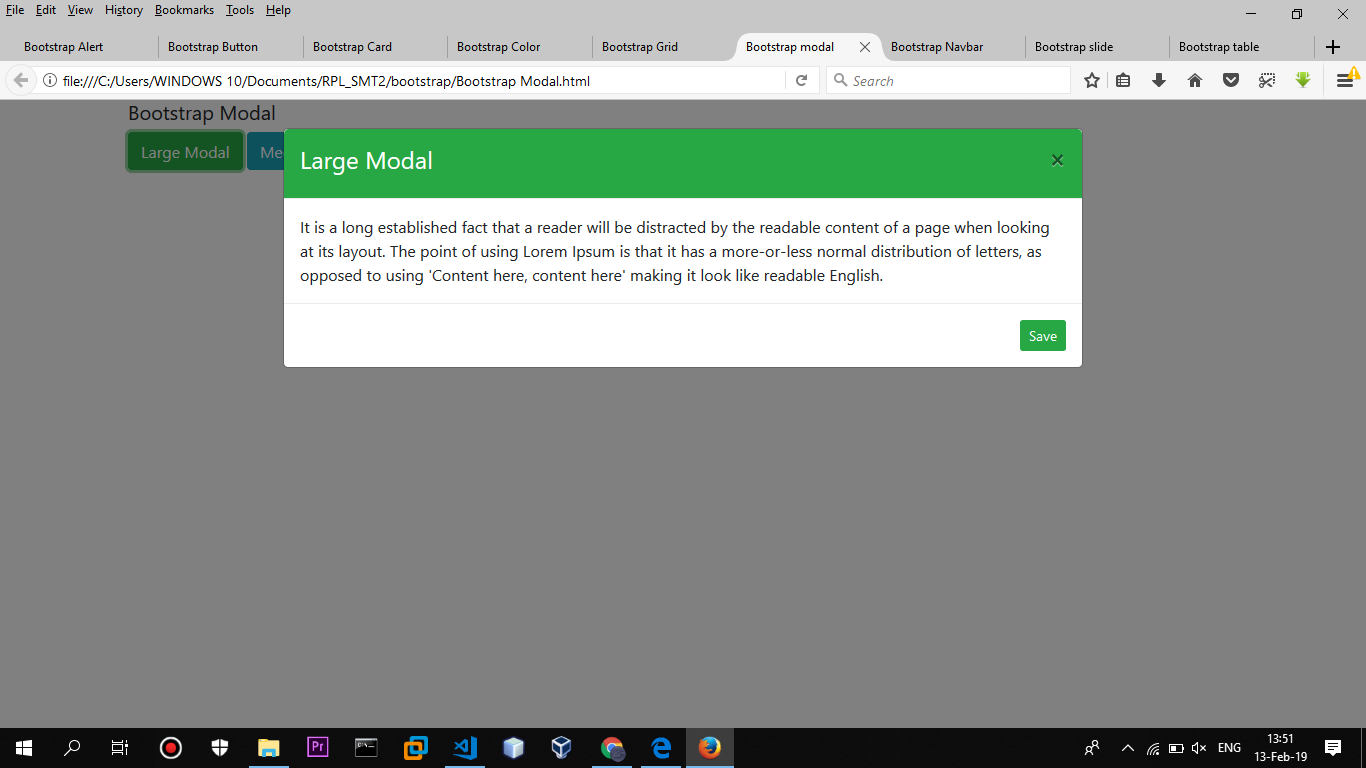 File Edit View History Bookmarks Tools Help
Bootstrap Alert Bootstrap Button Bootstrap Card Bootstrap Color Bootstrap Grid Bootstrap modal Bootstrap Navbar Bootstrap slide Bootstrap table
file:///C:/Users/WINDOWS 10/Documents/RPL_SMT2/bootstrap/Bootstrap Modal.html Search
Bootstrap Modal
Large Modal
Large Modal ×
It is a long established fact that a reader will be distracted by the readable content of a page when looking
at its layout. The point of using Lorem Ipsum is that it has a more-or-less normal distribution of letters, as
opposed to using 'Content here, content here' making it look like readable English.
Save
Pr
ENG
13:51
13-Feb-19